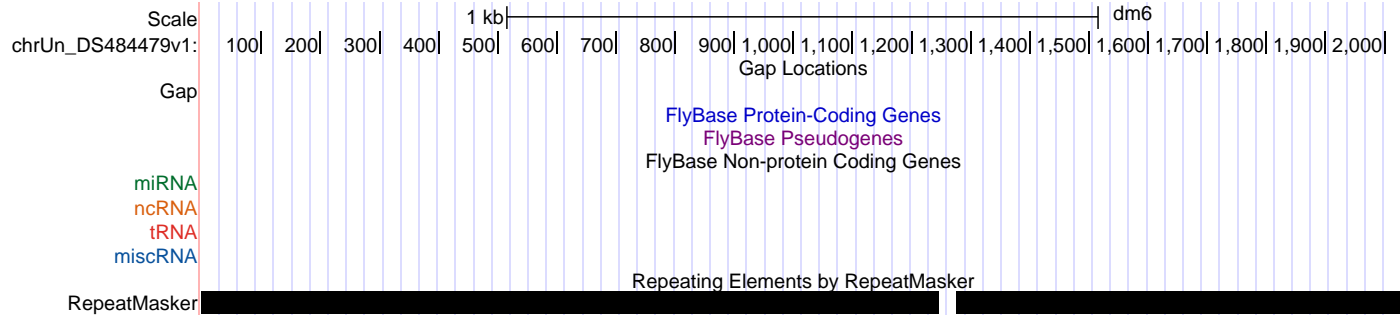 Scale 1 kb dm6
chrUn_DS484479v1: 100 200 300 400 500 600 700 800 900 1,000 1,100 1,200 1,300 1,400 1,500 1,600 1,700 1,800 1,900 2,000
Gap Locations
Gap
FlyBase Protein-Coding Genes
FlyBase Pseudogenes
FlyBase Non-protein Coding Genes
miRNA
ncRNA
tRNA
miscRNA
Repeating Elements by RepeatMasker
RepeatMasker